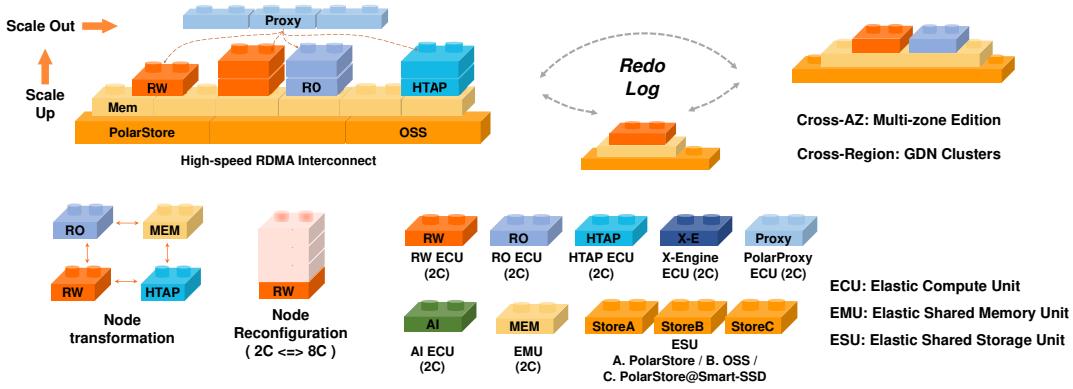 Scale Out
Proxy
Scale
Up
RW
RO
HTAP
Mem
PolarStore
OSS
High-speed RDMA Interconnect
Redo
Log
Cross-AZ: Multi-zone Edition
Cross-Region: GDN Clusters
RO
MEM
RW
HTAP
Node
transformation
RW
Node
Reconfiguration
( 2C <=> 8C )
RW
RO
HTAP
X-E
Proxy
RW ECU
(2C)
RO ECU
(2C)
HTAP ECU
(2C)
X-Engine
ECU (2C)
PolarProxy
ECU (2C)
AI
MEM
StoreA
StoreB
StoreC
AI ECU
(2C)
EMU
(2C)
ESU
A. PolarStore / B. OSS /
C. PolarStore@Smart-SSD
ECU: Elastic Compute Unit
EMU: Elastic Shared Memory Unit
ESU: Elastic Shared Storage Unit